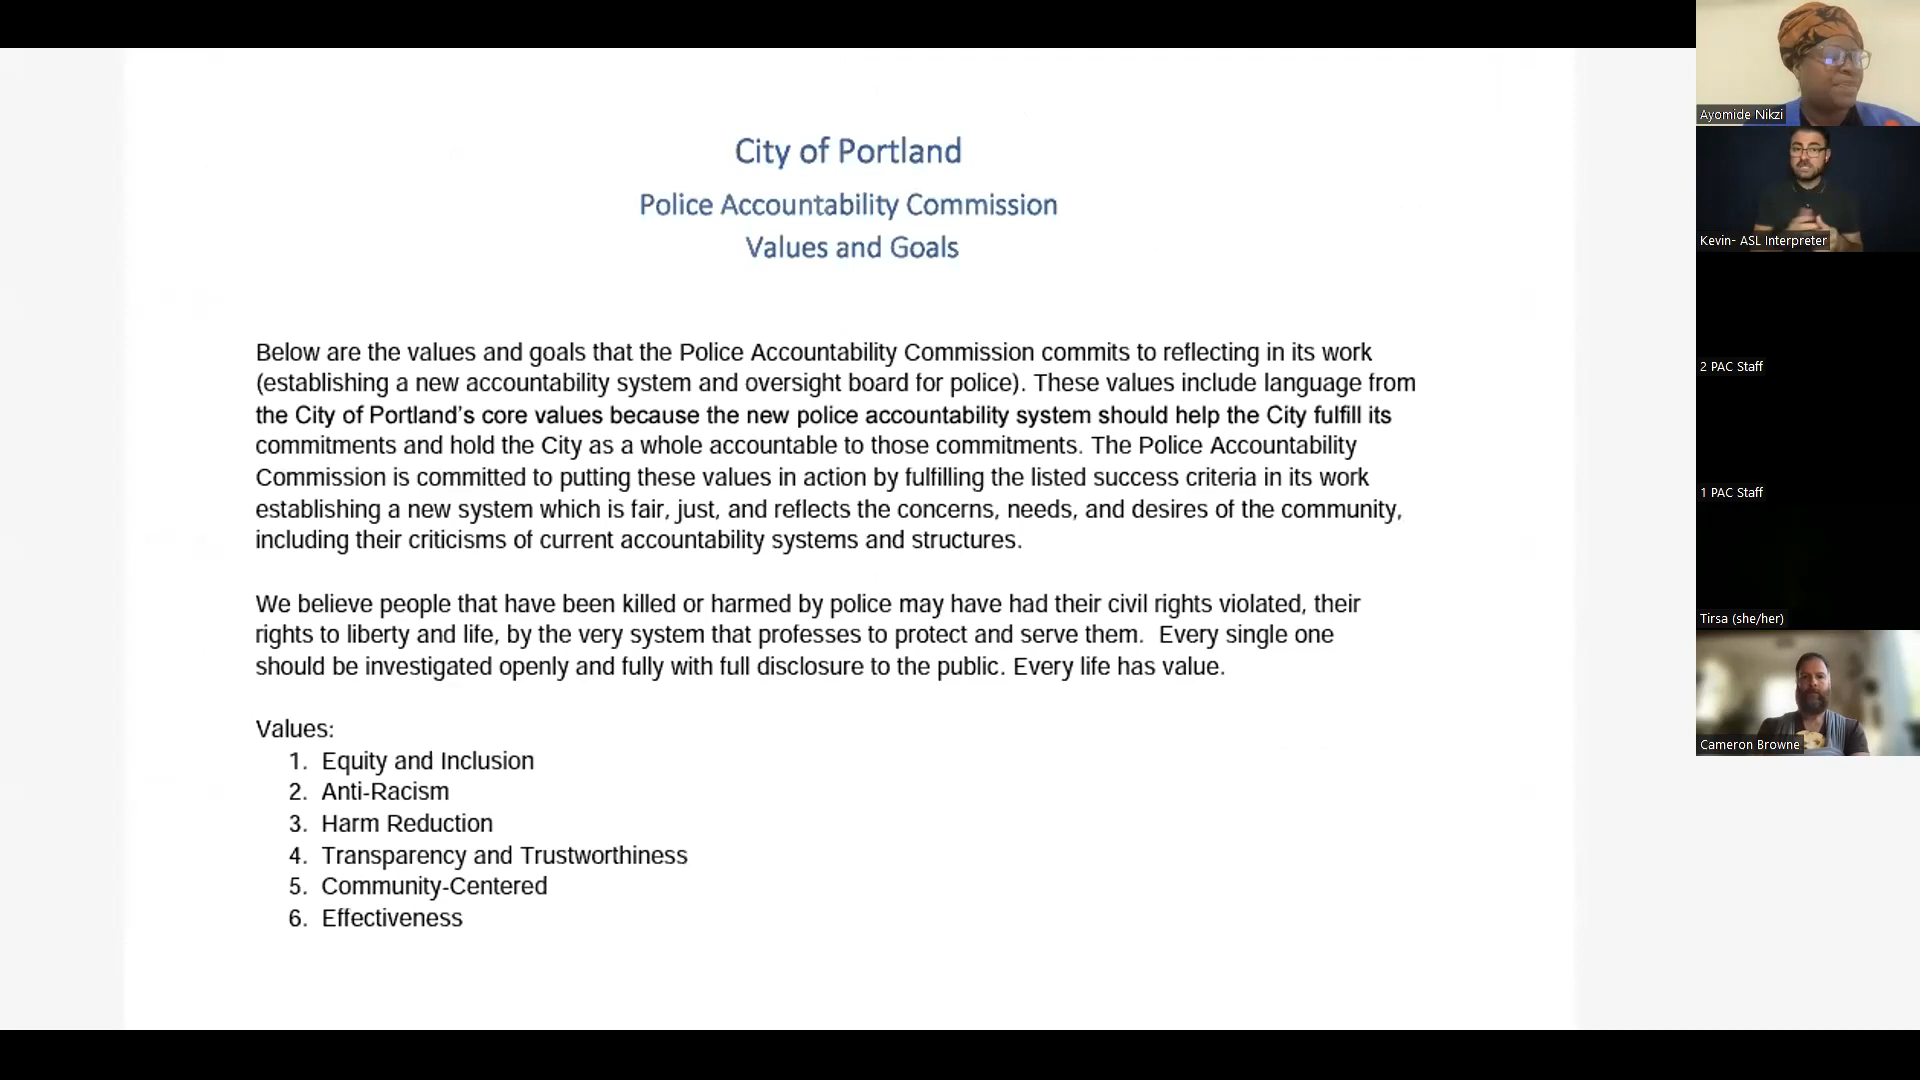 City of Portland
Police Accountability Commission
Values and Goals
Below are the values and goals that the Police Accountability Commission commits to reflecting in its work
(establishing a new accountability system and oversight board for police). These values include language from
the City of Portland's core values because the new police accountability system should help the City fulfill its
commitments and hold the City as a whole accountable to those commitments. The Police Accountability
Commission is committed to putting these values in action by fulfilling the listed success criteria in its work
establishing a new system which is fair, just, and reflects the concerns, needs, and desires of the community,
including their criticisms of current accountability systems and structures.
We believe people that have been killed or harmed by police may have had their civil rights violated, their
rights to liberty and life, by the very system that professes to protect and serve them.  Every single one
should be investigated openly and fully with full disclosure to the public. Every life has value.
Values:
1. Equity and Inclusion
2. Anti-Racism
3. Harm Reduction
4. Transparency and Trustworthiness
5. Community-Centered
6. Effectiveness
Ayomide Nikzi
Kevin- ASL Interpreter
2 PAC Staff
1 PAC Staff
Tirsa (she/her)
Cameron Browne